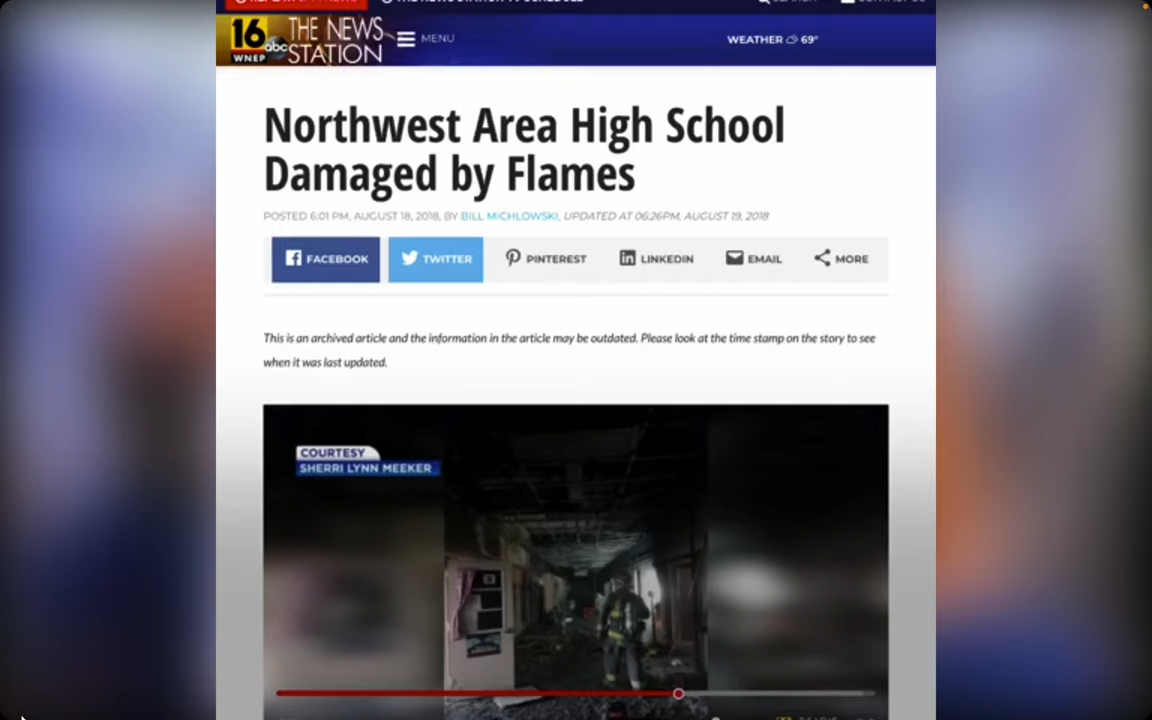 THE NEWS STATION
16 abc WNEP
MENU
WEATHER 69°
Northwest Area High School
Damaged by Flames
POSTED 6:01 PM, AUGUST 18, 2018, BY BILL MICHLOWSKI, UPDATED AT 06:26PM, AUGUST 19, 2018
FACEBOOK
TWITTER
PINTEREST
LINKEDIN
EMAIL
MORE
This is an archived article and the information in the article may be outdated. Please look at the time stamp on the story to see
when it was last updated.
COURTESY
SHERRI LYNN MEEKER